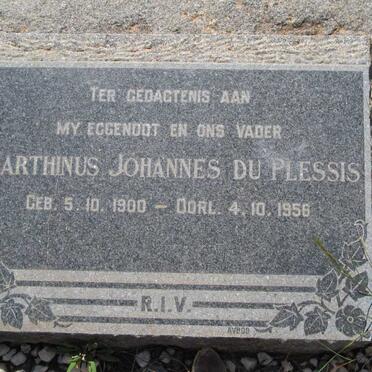 TER GEDAGTENIS AAN
MY EGGENOOT EN ONS VADER
ARTHINUS JOHANNES DU PLESSIS
GEB. 5.10.1900 – OORL. 4.10.1956
R.I.V.